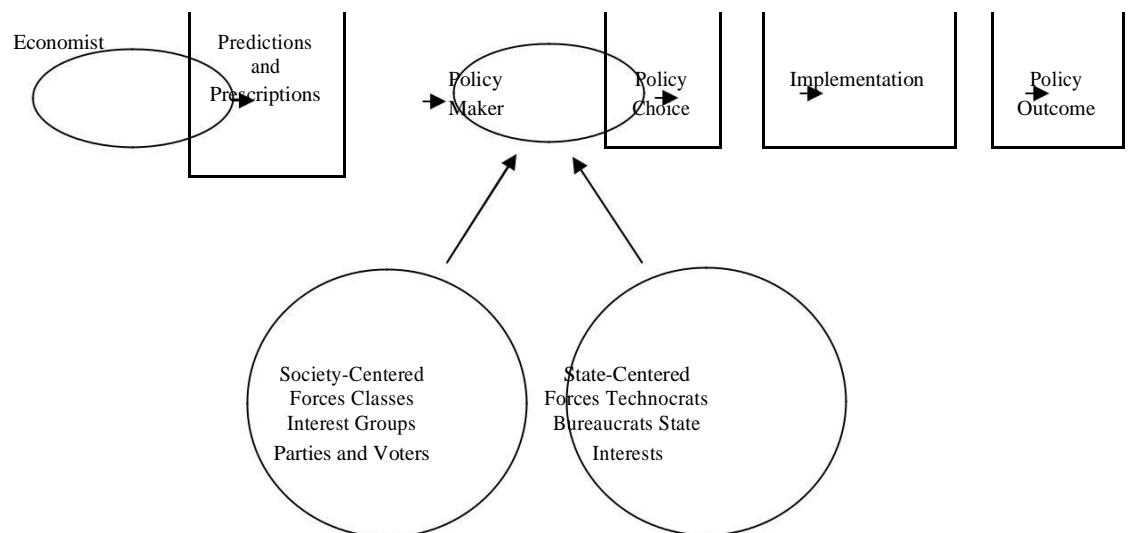 Economist
Predictions
and
Prescriptions
Policy
Maker
Policy
Choice
Implementation
Policy
Outcome
Society-Centered
Forces Classes
Interest Groups
Parties and Voters
State-Centered
Forces Technocrats
Bureaucrats State
Interests